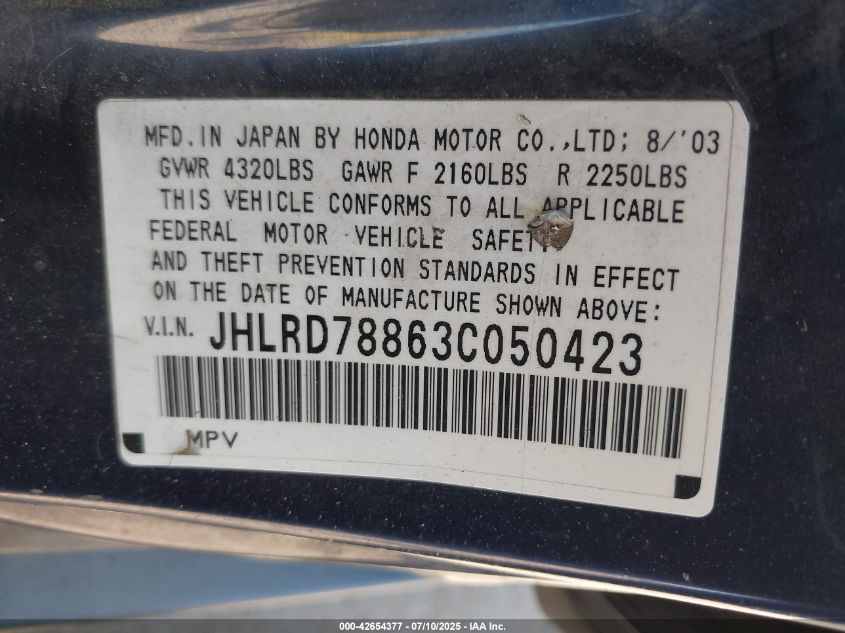 MFD.IN JAPAN BY HONDA MOTOR CO.,LTD; 8/'03
GVWR 4320LBS GAWR F 2160LBS R 2250LBS
THIS VEHICLE CONFORMS TO ALL APPLICABLE
FEDERAL MOTOR VEHICLE SAFETY
AND THEFT PREVENTION STANDARDS IN EFFECT
ON THE DATE OF MANUFACTURE SHOWN ABOVE:
V.I.N. JHLRD78863C050423
MPV
000-42654377 - 07/10/2025 - IAA Inc.